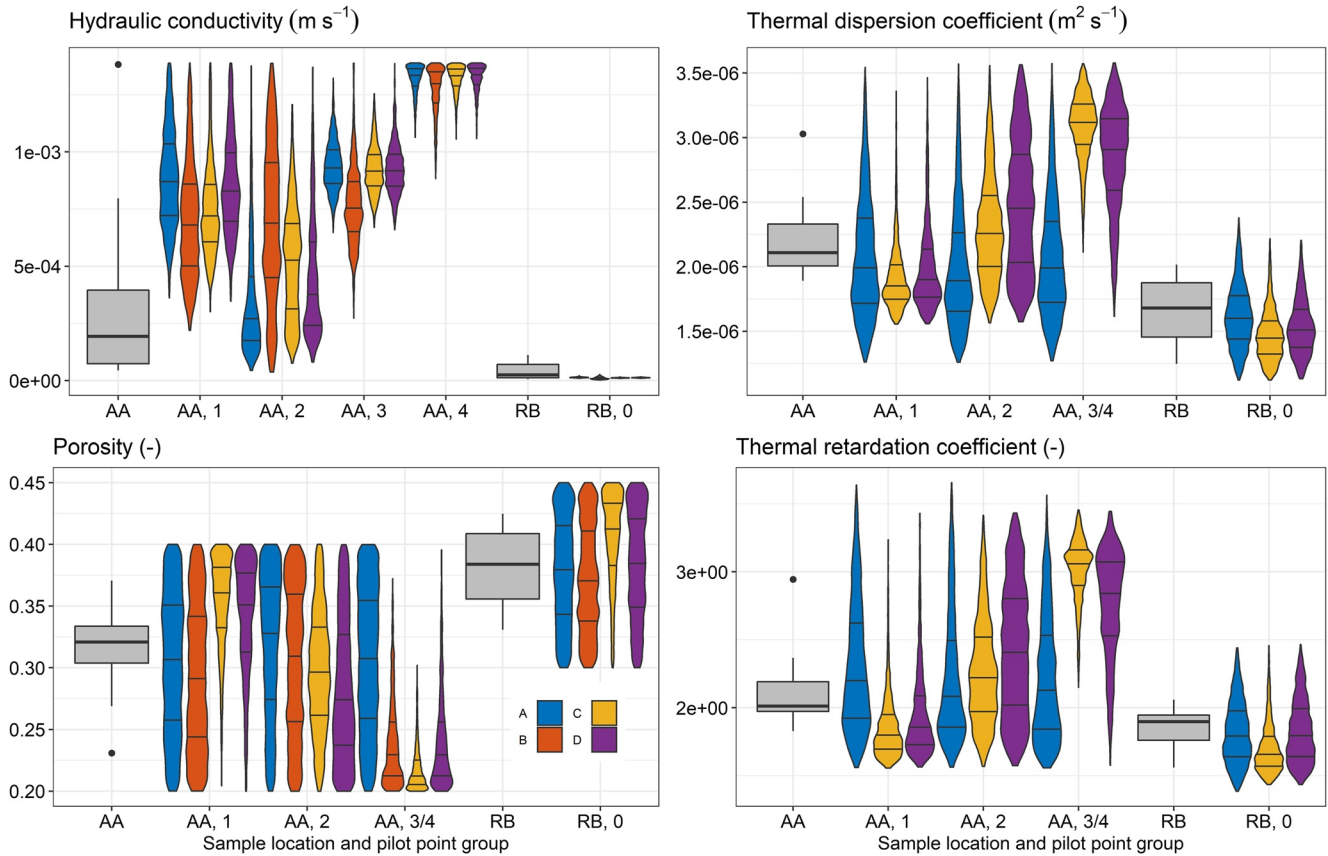 Hydraulic conductivity (m s⁻¹)
1e-03
5e-04
0e+00
AA AA, 1 AA, 2 AA, 3 AA, 4 RB RB, 0
Thermal dispersion coefficient (m² s⁻¹)
3.5e-06
3.0e-06
2.5e-06
2.0e-06
1.5e-06
AA AA, 1 AA, 2 AA, 3/4 RB RB, 0
Porosity (-)
0.45
0.40
0.35
0.30
0.25
0.20
A C
B D
AA AA, 1 AA, 2 AA, 3/4 RB RB, 0
Sample location and pilot point group
Thermal retardation coefficient (-)
3e+00
2e+00
AA AA, 1 AA, 2 AA, 3/4 RB RB, 0
Sample location and pilot point group